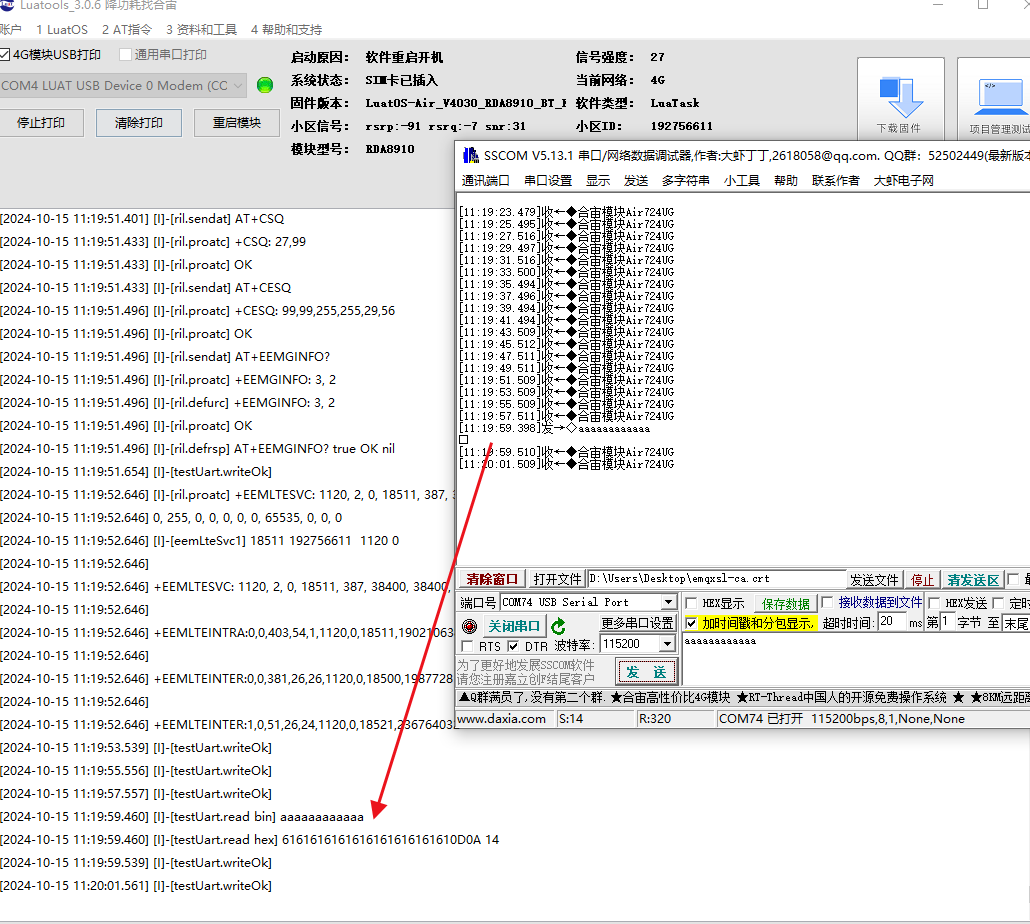 Luatools_3.0.6 降功耗找合宙
账户 1 LuatOS 2 AT指令 3 资料和工具 4 帮助和支持
4G模块USB打印 通用串口打印
COM4 LUAT USB Device 0 Modem (CC
停止打印 清除打印 重启模块
启动原因: 软件重启开机 信号强度: 27
系统状态: SIM卡已插入 当前网络: 4G
固件版本: LuatOS-Air_V4030_RDA8910_BT_F 软件类型: LuaTask
小区信号: rsrp:-91 rsrq:-7 snr:31 小区ID: 192756611
模块型号: RDA8910
下载固件 项目管理测试
[2024-10-15 11:19:51.401] [I]-[ril.sendat] AT+CSQ
[2024-10-15 11:19:51.433] [I]-[ril.proatc] +CSQ: 27,99
[2024-10-15 11:19:51.433] [I]-[ril.proatc] OK
[2024-10-15 11:19:51.433] [I]-[ril.sendat] AT+CESQ
[2024-10-15 11:19:51.496] [I]-[ril.proatc] +CESQ: 99,99,255,255,29,56
[2024-10-15 11:19:51.496] [I]-[ril.proatc] OK
[2024-10-15 11:19:51.496] [I]-[ril.sendat] AT+EEMGINFO?
[2024-10-15 11:19:51.496] [I]-[ril.proatc] +EEMGINFO: 3, 2
[2024-10-15 11:19:51.496] [I]-[ril.defurc] +EEMGINFO: 3, 2
[2024-10-15 11:19:51.496] [I]-[ril.proatc] OK
[2024-10-15 11:19:51.496] [I]-[ril.defrsp] AT+EEMGINFO? true OK nil
[2024-10-15 11:19:51.654] [I]-[testUart.writeOk]
[2024-10-15 11:19:52.646] [I]-[ril.proatc] +EEMLTESVC: 1120, 2, 0, 18511, 387,
[2024-10-15 11:19:52.646] 0, 255, 0, 0, 0, 0, 0, 65535, 0, 0, 0
[2024-10-15 11:19:52.646] [I]-[eemLteSvc1] 18511 192756611 1120 0
[2024-10-15 11:19:52.646]
[2024-10-15 11:19:52.646] +EEMLTESVC: 1120, 2, 0, 18511, 387, 38400, 38400,
[2024-10-15 11:19:52.646]
[2024-10-15 11:19:52.646] +EEMLTEINTRA:0,0,403,54,1,1120,0,18511,19021063
[2024-10-15 11:19:52.646]
[2024-10-15 11:19:52.646] +EEMLTEINTER:0,0,381,26,26,1120,0,18500,1987728
[2024-10-15 11:19:52.646]
[2024-10-15 11:19:52.646] +EEMLTEINTER:1,0,51,26,24,1120,0,18521,23676403
[2024-10-15 11:19:53.539] [I]-[testUart.writeOk]
[2024-10-15 11:19:55.556] [I]-[testUart.writeOk]
[2024-10-15 11:19:57.557] [I]-[testUart.writeOk]
[2024-10-15 11:19:59.460] [I]-[testUart.read bin] aaaaaaaaaaaa
[2024-10-15 11:19:59.460] [I]-[testUart.read hex] 6161616161616161616161610D0A 14
[2024-10-15 11:19:59.539] [I]-[testUart.writeOk]
[2024-10-15 11:20:01.561] [I]-[testUart.writeOk]
SSCOM V5.13.1 串口/网络数据调试器,作者:大虾丁丁,2618058@qq.com. QQ群: 52502449(最新版本
通讯端口 串口设置 显示 发送 多字符串 小工具 帮助 联系作者 大虾电子网
[11:19:23.479]收←◆合宙模块Air724UG
[11:19:25.495]收←◆合宙模块Air724UG
[11:19:27.516]收←◆合宙模块Air724UG
[11:19:29.497]收←◆合宙模块Air724UG
[11:19:31.516]收←◆合宙模块Air724UG
[11:19:33.500]收←◆合宙模块Air724UG
[11:19:35.494]收←◆合宙模块Air724UG
[11:19:37.496]收←◆合宙模块Air724UG
[11:19:39.494]收←◆合宙模块Air724UG
[11:19:41.494]收←◆合宙模块Air724UG
[11:19:43.509]收←◆合宙模块Air724UG
[11:19:45.512]收←◆合宙模块Air724UG
[11:19:47.511]收←◆合宙模块Air724UG
[11:19:49.511]收←◆合宙模块Air724UG
[11:19:51.509]收←◆合宙模块Air724UG
[11:19:53.509]收←◆合宙模块Air724UG
[11:19:55.509]收←◆合宙模块Air724UG
[11:19:57.511]收←◆合宙模块Air724UG
[11:19:59.398]发→◇aaaaaaaaaaaa
□
[11:19:59.510]收←◆合宙模块Air724UG
[11:20:01.509]收←◆合宙模块Air724UG
清除窗口 打开文件 D:\Users\Desktop\emqxsl-ca.crt 发送文件 停止 清发送区
端口号 COM74 USB Serial Port HEX显示 保存数据 接收数据到文件 HEX发送 定时
关闭串口 更多串口设置 加时间戳和分包显示, 超时时间: 20 ms 第1 字节 至 末尾
RTS DTR 波特率: 115200 aaaaaaaaaaaa
为了更好地发展SSCOM软件
请您注册嘉立创F结尾客户
发 送
▲Q群满员了,没有第二个群. ★合宙高性价比4G模块 ★RT-Thread中国人的开源免费操作系统 ★ ★8KM远距离
www.daxia.com S:14 R:320 COM74 已打开 115200bps,8,1,None,None